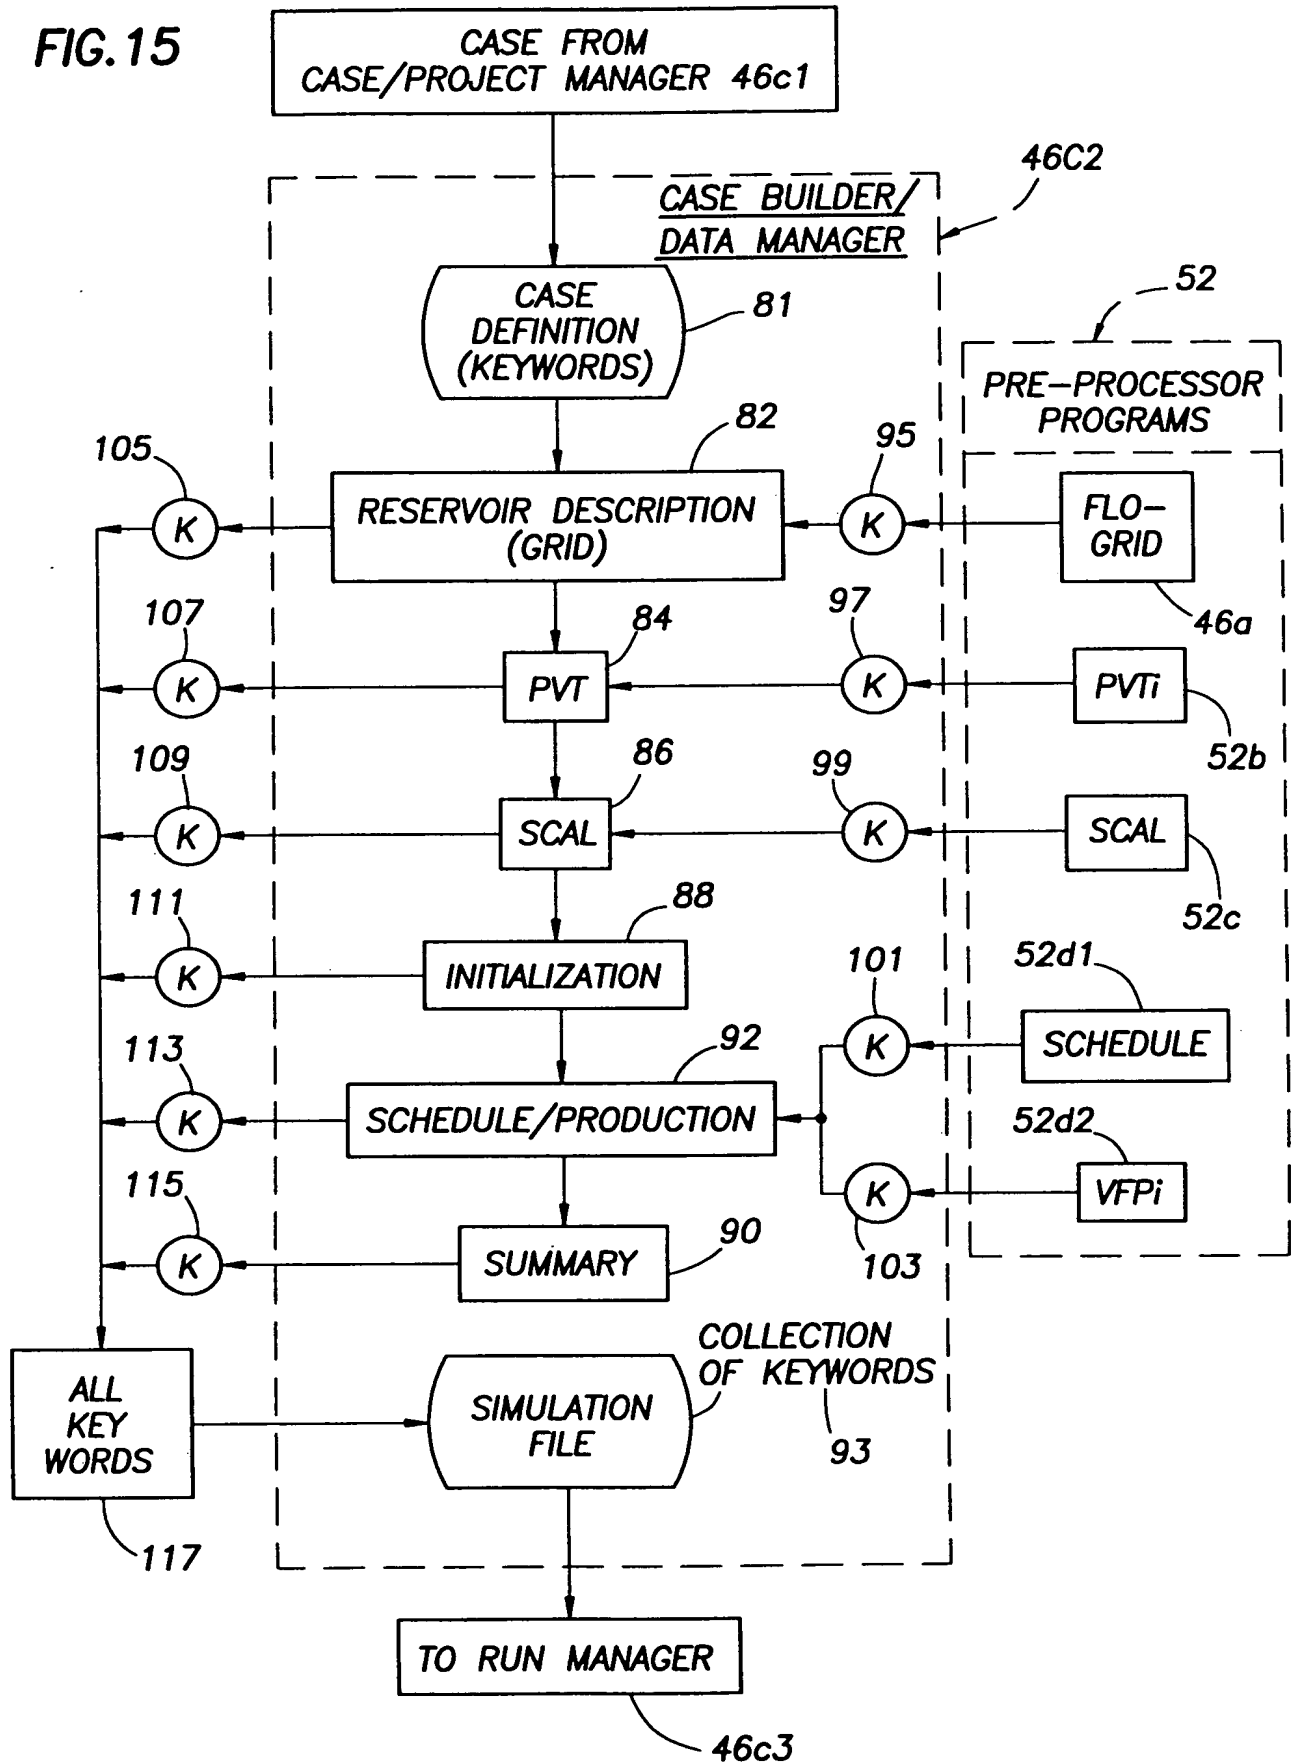 FIG.15
CASE FROM
CASE/PROJECT MANAGER 46c1
46C2
CASE BUILDER/
DATA MANAGER
CASE
DEFINITION
(KEYWORDS)
81
52
PRE-PROCESSOR
PROGRAMS
82
95
105
RESERVOIR DESCRIPTION
(GRID)
K
K
FLO-
GRID
46a
107
84
97
K
PVT
K
PVTi
52b
109
86
99
K
SCAL
K
SCAL
52c
111
88
K
INITIALIZATION
101
52d1
K
SCHEDULE
113
92
K
SCHEDULE/PRODUCTION
52d2
K
VFPi
103
115
90
K
SUMMARY
COLLECTION
OF KEYWORDS
93
ALL
KEY
WORDS
117
SIMULATION
FILE
TO RUN MANAGER
46c3